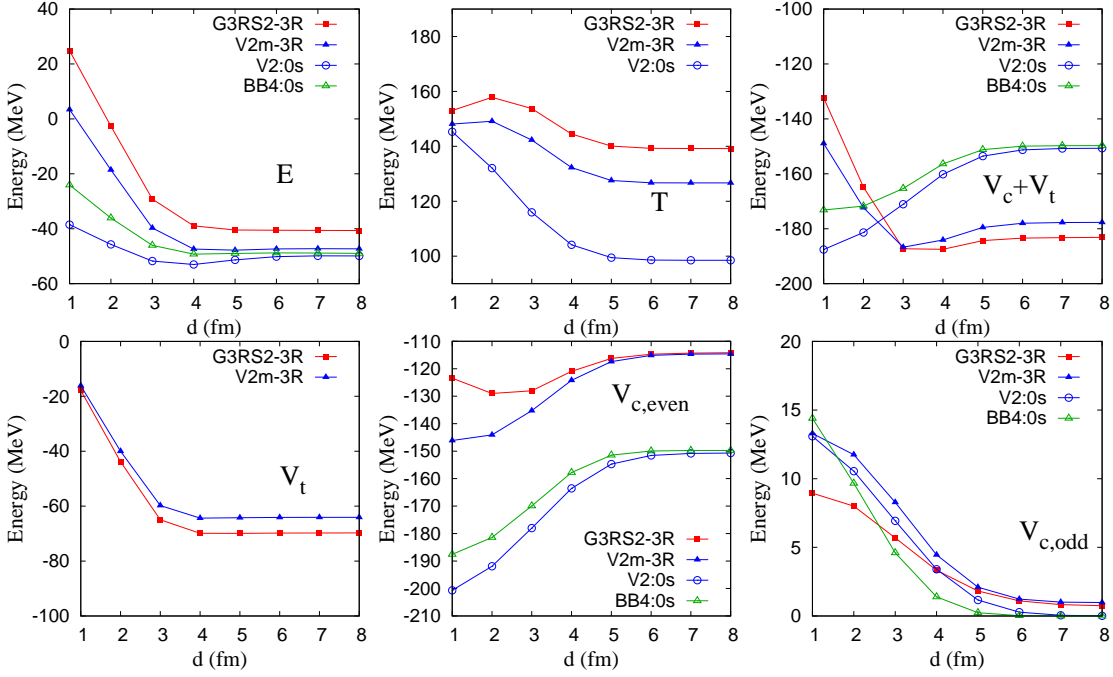 G3RS2-3R
V2m-3R
V2:0s
BB4:0s
E
Energy (MeV)
60
40
20
0
-20
-40
-60
1 2 3 4 5 6 7 8
d (fm)
G3RS2-3R
V2m-3R
V2:0s
T
Energy (MeV)
180
160
140
120
100
1 2 3 4 5 6 7 8
d (fm)
G3RS2-3R
V2m-3R
V2:0s
BB4:0s
V_c+V_t
Energy (MeV)
-100
-120
-140
-160
-180
-200
1 2 3 4 5 6 7 8
d (fm)
G3RS2-3R
V2m-3R
V_t
Energy (MeV)
0
-20
-40
-60
-80
-100
1 2 3 4 5 6 7 8
d (fm)
V_c,even
G3RS2-3R
V2m-3R
V2:0s
BB4:0s
Energy (MeV)
-110
-120
-130
-140
-150
-160
-170
-180
-190
-200
-210
1 2 3 4 5 6 7 8
d (fm)
G3RS2-3R
V2m-3R
V2:0s
BB4:0s
V_c,odd
Energy (MeV)
20
15
10
5
0
1 2 3 4 5 6 7 8
d (fm)